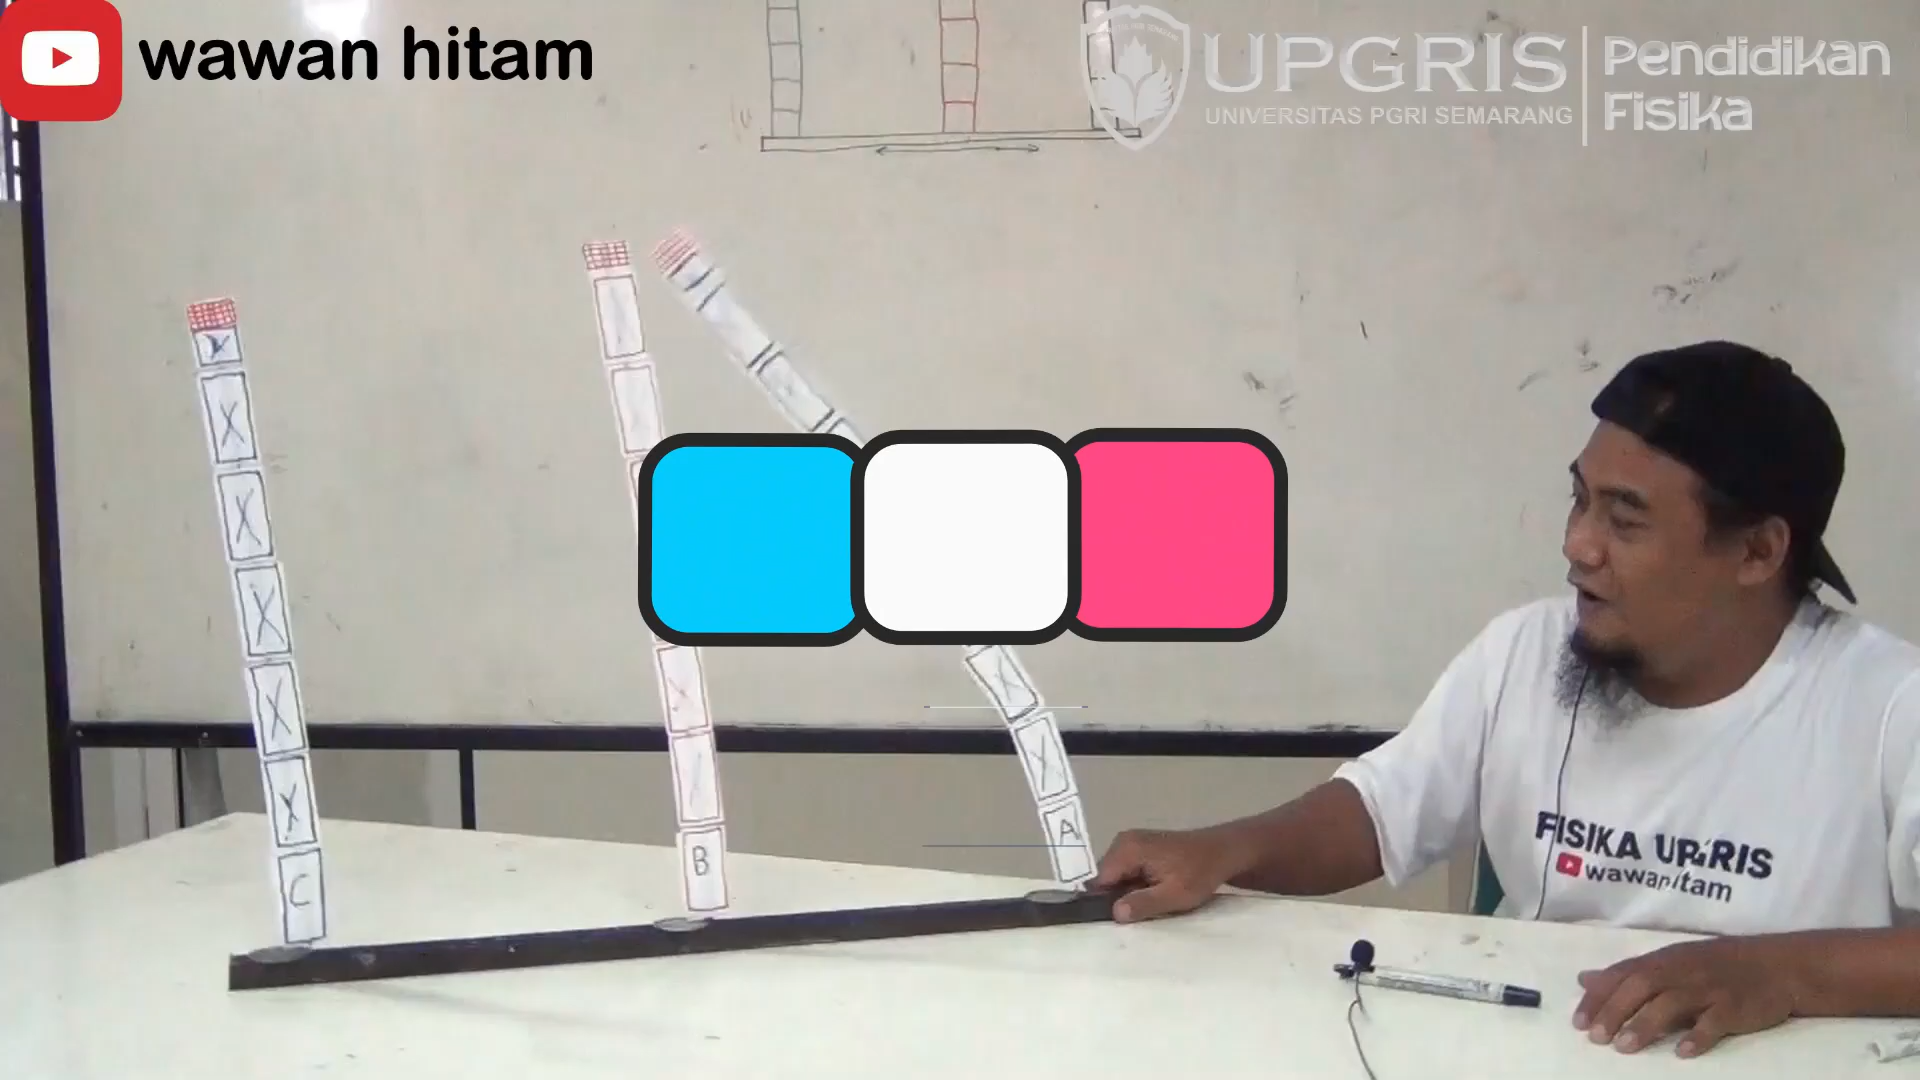 wawan hitam
UPGRIS
UNIVERSITAS PGRI SEMARANG
Pendidikan
Fisika
X
X
X
X
X
C
B
X
X
A
FISIKA UPGRIS
wawanhitam